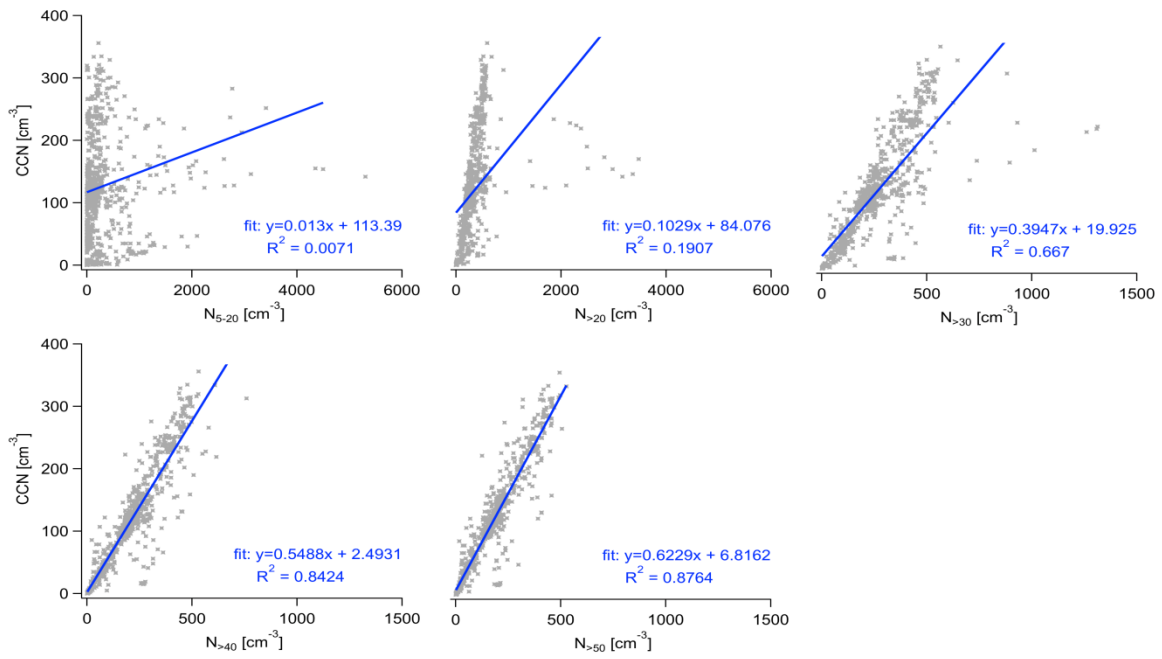 400
300
200
100
0
CCN [cm⁻³]
0 2000 4000 6000
N₅₋₂₀ [cm⁻³]
fit: y=0.013x + 113.39
R² = 0.0071
0 2000 4000 6000
N>20 [cm⁻³]
fit: y=0.1029x + 84.076
R² = 0.1907
0 500 1000 1500
N>30 [cm⁻³]
fit: y=0.3947x + 19.925
R² = 0.667
400
300
200
100
0
CCN [cm⁻³]
0 500 1000 1500
N>40 [cm⁻³]
fit: y=0.5488x + 2.4931
R² = 0.8424
0 500 1000 1500
N>50 [cm⁻³]
fit: y=0.6229x + 6.8162
R² = 0.8764